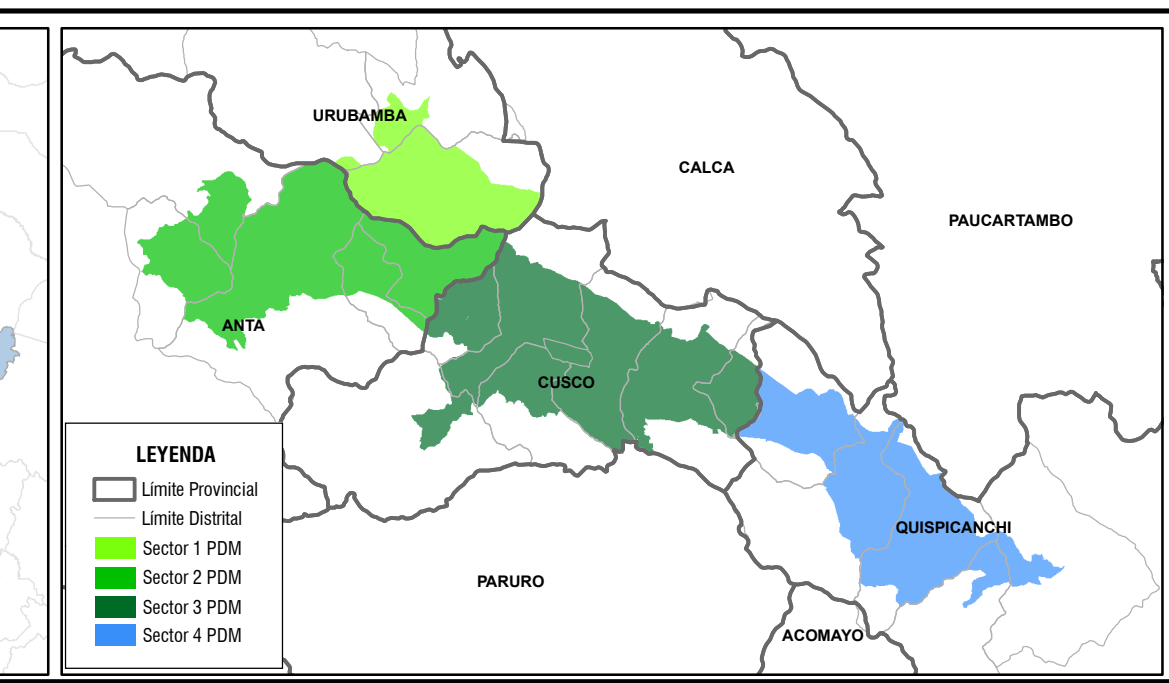 URUBAMBA
CALCA
PAUCARTAMBO
ANTA
CUSCO
QUISPICANCHI
PARURO
ACOMAYO
LEYENDA
Límite Provincial
Límite Distrital
Sector 1 PDM
Sector 2 PDM
Sector 3 PDM
Sector 4 PDM